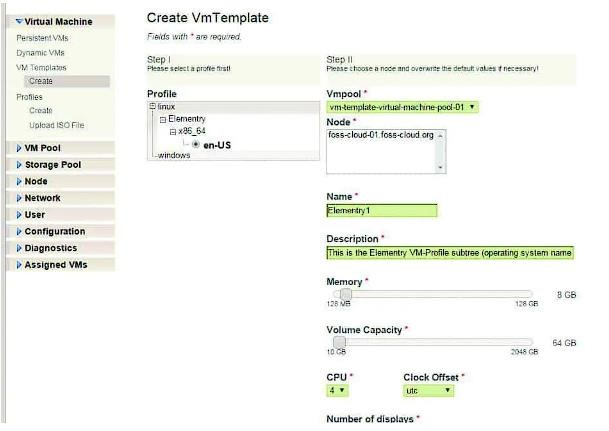 Virtual Machine
Persistent VMs
Dynamic VMs
VM Templates
Create
Profiles
Create
Upload ISO File
VM Pool
Storage Pool
Node
Network
User
Configuration
Diagnostics
Assigned VMs
Create VmTemplate
Fields with * are required.
Step I
Please select a profile first!
Profile
linux
Elementry
x86_64
en-US
windows
Step II
Please choose a node and overwrite the default values if necessary!
Vmpool *
vm-template-virtual-machine-pool-01
Node *
foss-cloud-01.foss-cloud.org
Name *
Elementry1
Description *
This is the Elementry VM-Profile subtree (operating system name
Memory *
8 GB
128 MB 128 GB
Volume Capacity *
64 GB
10 GB 2048 GB
CPU * Clock Offset *
4 utc
Number of displays *